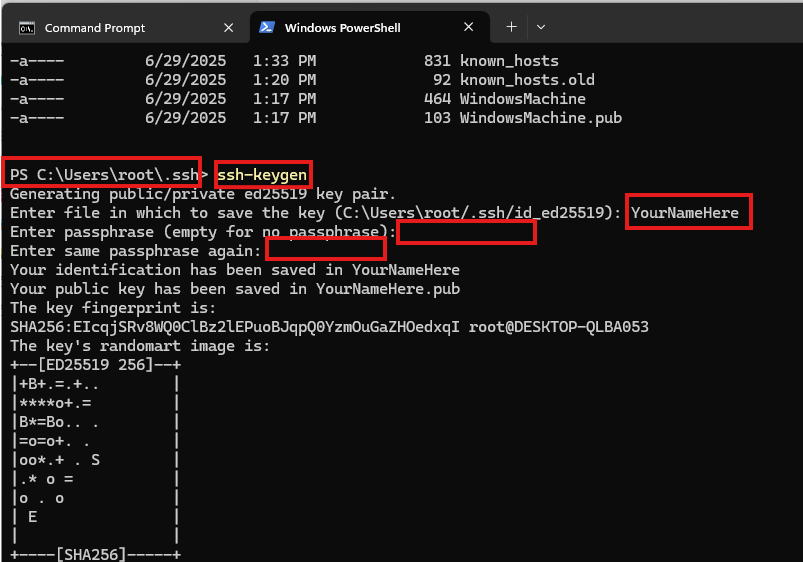 Command Prompt
Windows PowerShell
-a---- 6/29/2025 1:33 PM 831 known_hosts
-a---- 6/29/2025 1:20 PM 92 known_hosts.old
-a---- 6/29/2025 1:17 PM 464 WindowsMachine
-a---- 6/29/2025 1:17 PM 103 WindowsMachine.pub
PS C:\Users\root\.ssh> ssh-keygen
Generating public/private ed25519 key pair.
Enter file in which to save the key (C:\Users\root/.ssh/id_ed25519): YourNameHere
Enter passphrase (empty for no passphrase):
Enter same passphrase again:
Your identification has been saved in YourNameHere
Your public key has been saved in YourNameHere.pub
The key fingerprint is:
SHA256:EIcqjSRv8WQ0ClBz2lEPuoBJqpQ0YzmOuGaZHOedxqI root@DESKTOP-QLBA053
The key's randomart image is:
+--[ED25519 256]--+
|+B+.=.+..        |
|****o+.=         |
|B*=Bo.. .        |
|=o=o+. .         |
|oo*.+ . S        |
|.* o =           |
|o . o            |
| E               |
|                 |
+----[SHA256]-----+